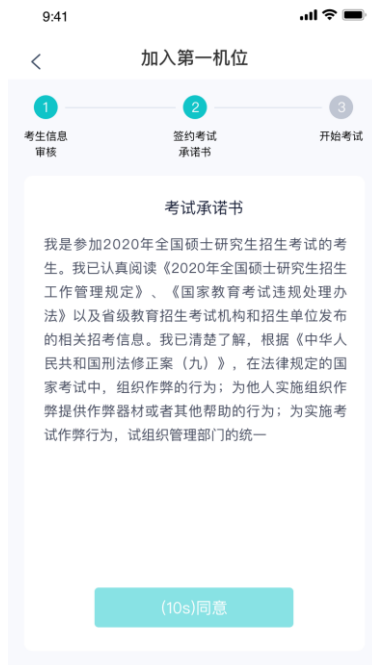 9:41
加入第一机位
1
2
3
考生信息
审核
签约考试
承诺书
开始考试
考试承诺书
我是参加2020年全国硕士研究生招生考试的考
生。我已认真阅读《2020年全国硕士研究生招生
工作管理规定》、《国家教育考试违规处理办
法》以及省级教育招生考试机构和招生单位发布
的相关招考信息。我已清楚了解，根据《中华人
民共和国刑法修正案（九）》，在法律规定的国
家考试中，组织作弊的行为；为他人实施组织作
弊提供作弊器材或者其他帮助的行为；为实施考
试作弊行为，试组织管理部门的统一
(10s)同意